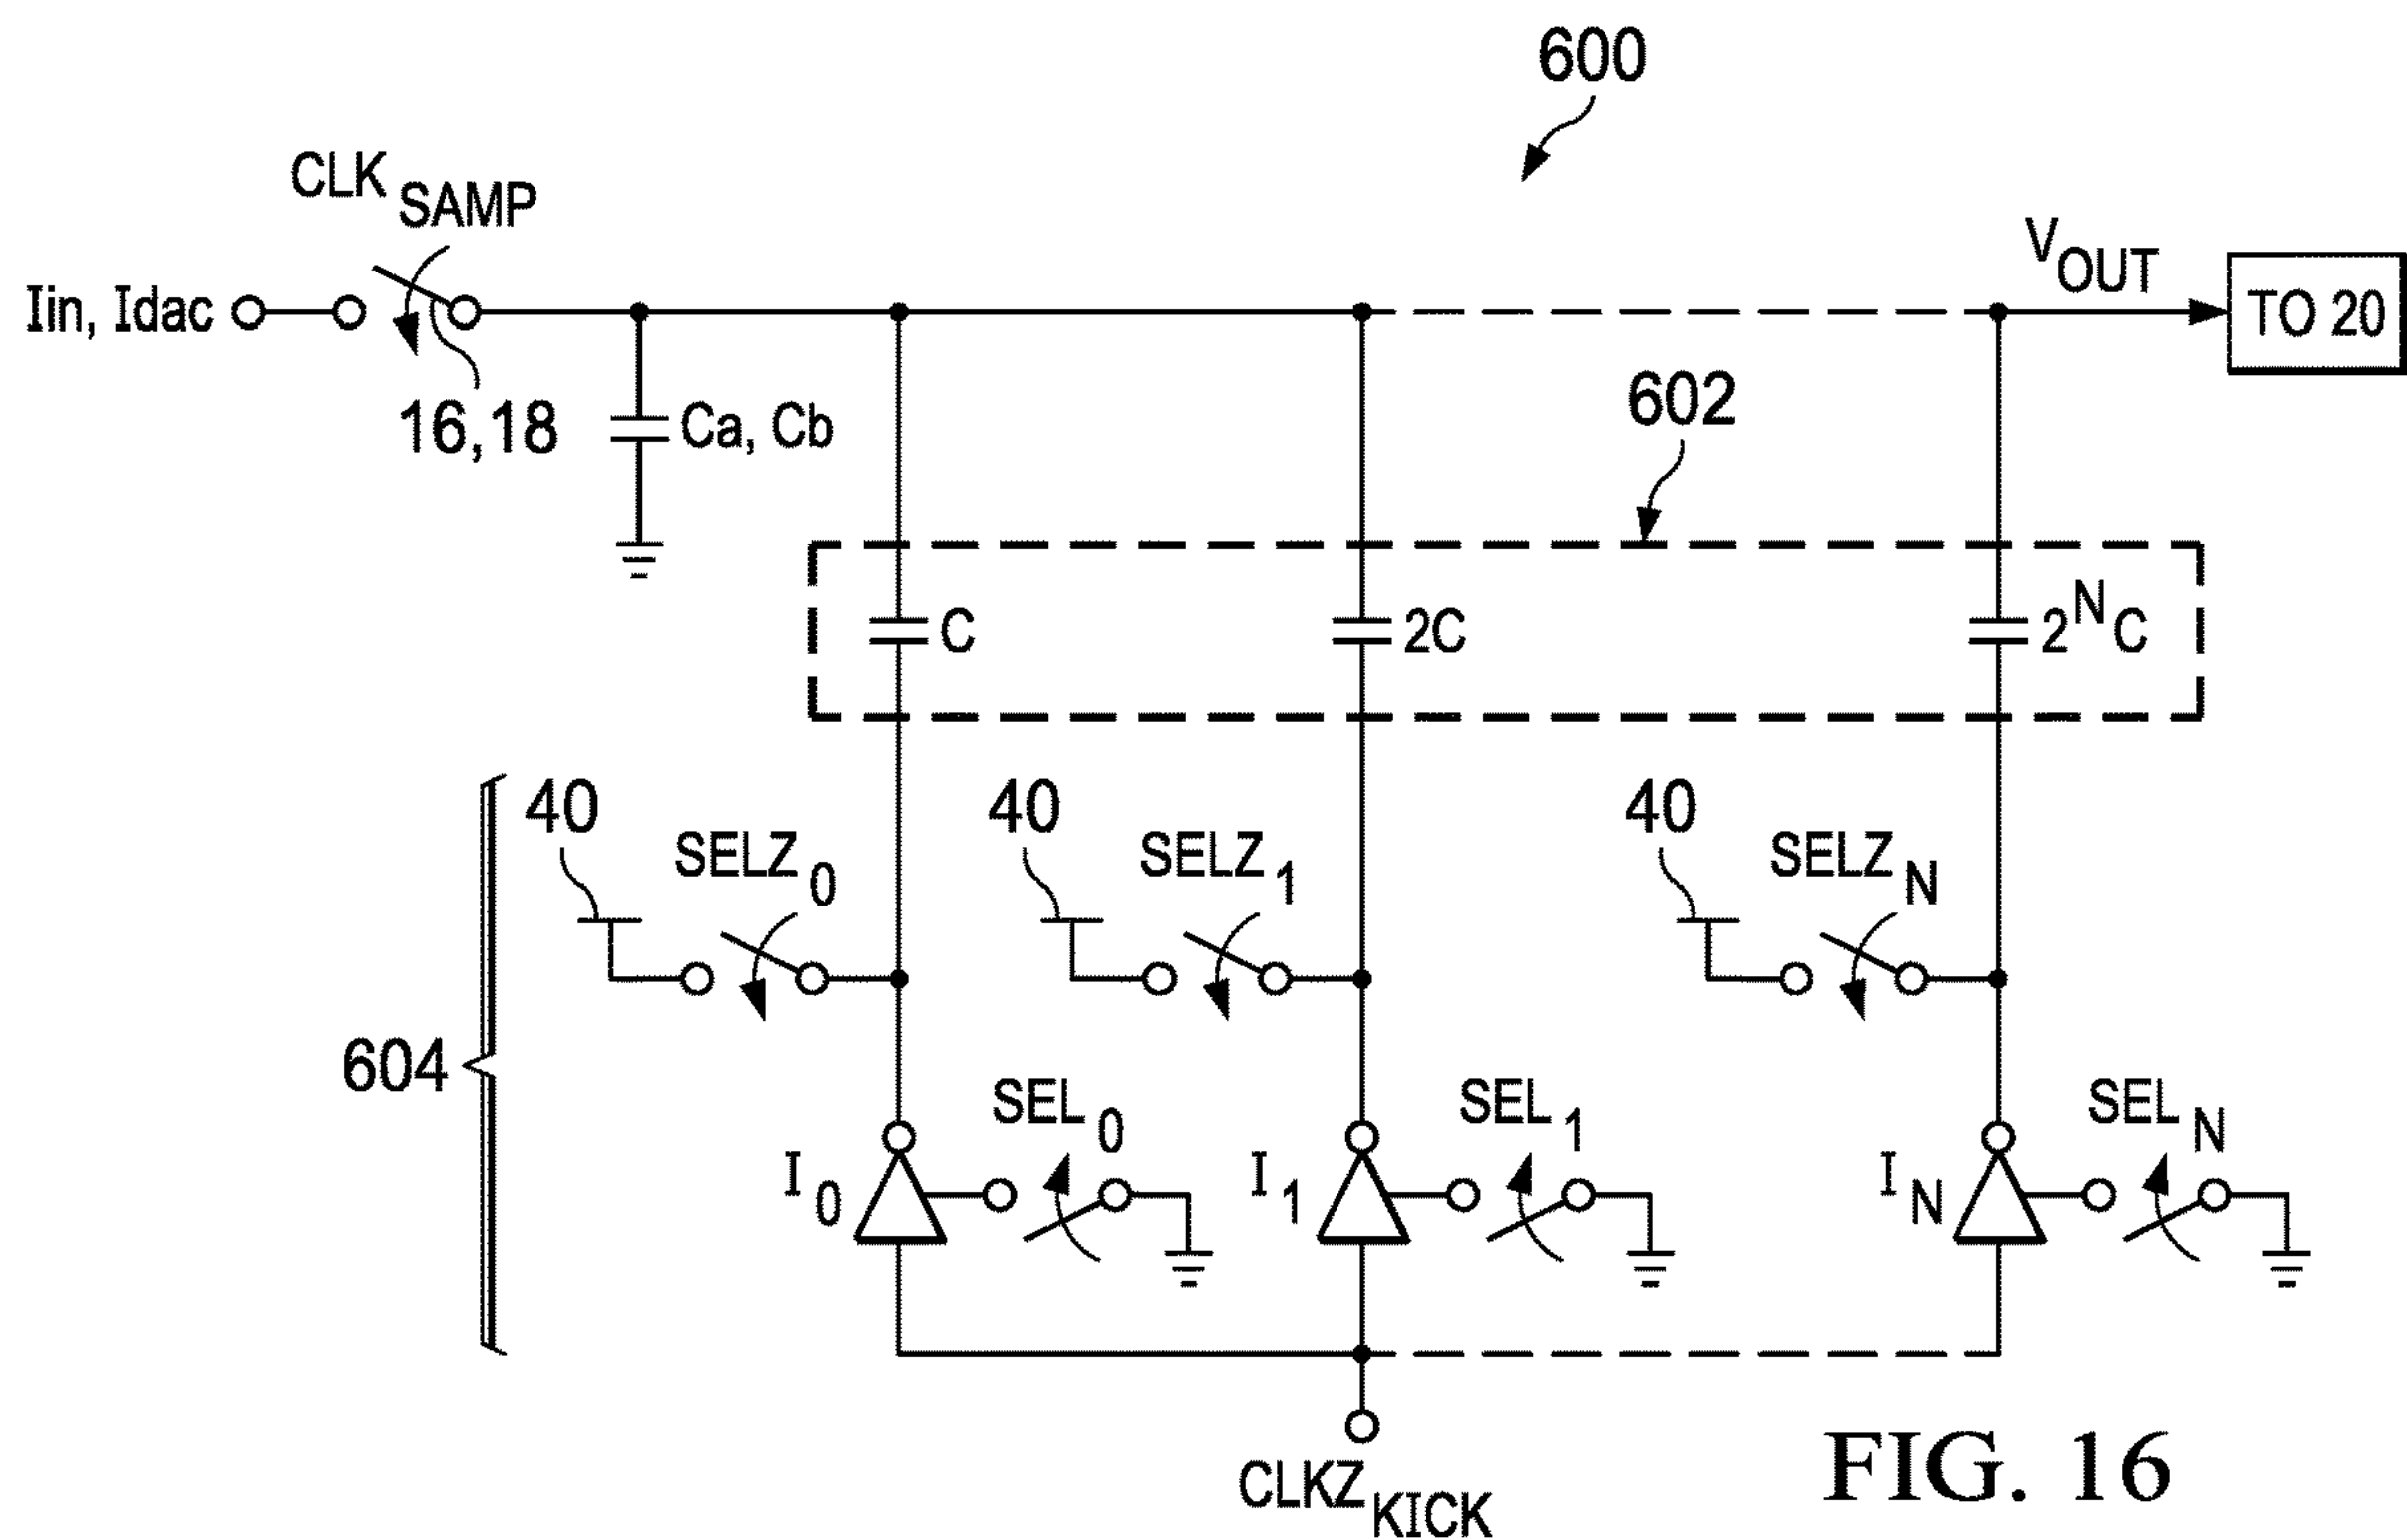 600
CLK SAMP
V OUT
Iin, Idac
TO 20
16,18
Ca, Cb
602
C
2C
2^N C
40
SELZ 0
40
SELZ 1
40
SELZ N
604
SEL 0
SEL 1
SEL N
I 0
I 1
I N
CLKZ KICK
FIG. 16